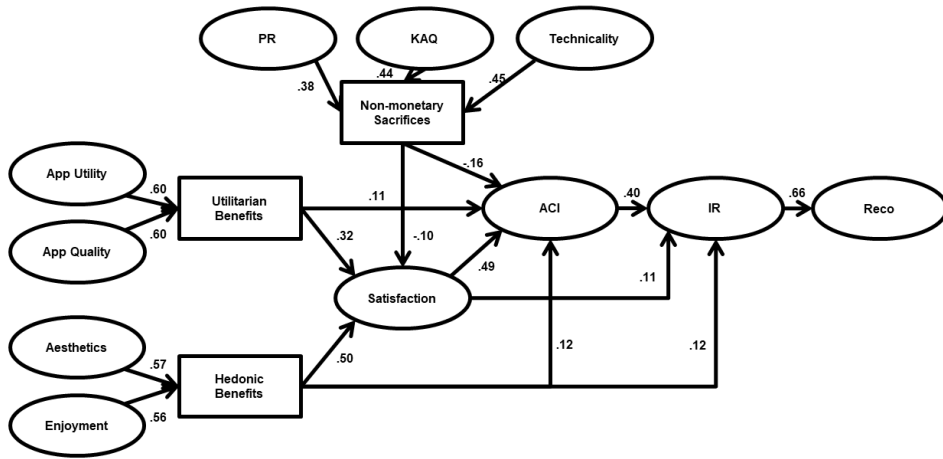 PR
KAQ
Technicality
.38
.44
.45
Non-monetary
Sacrifices
App Utility
.60
Utilitarian
Benefits
App Quality
.60
-.16
.11
ACI
.40
IR
.66
Reco
.32
-.10
.49
Satisfaction
.11
Aesthetics
.57
Hedonic
Benefits
.50
.12
.12
Enjoyment
.56